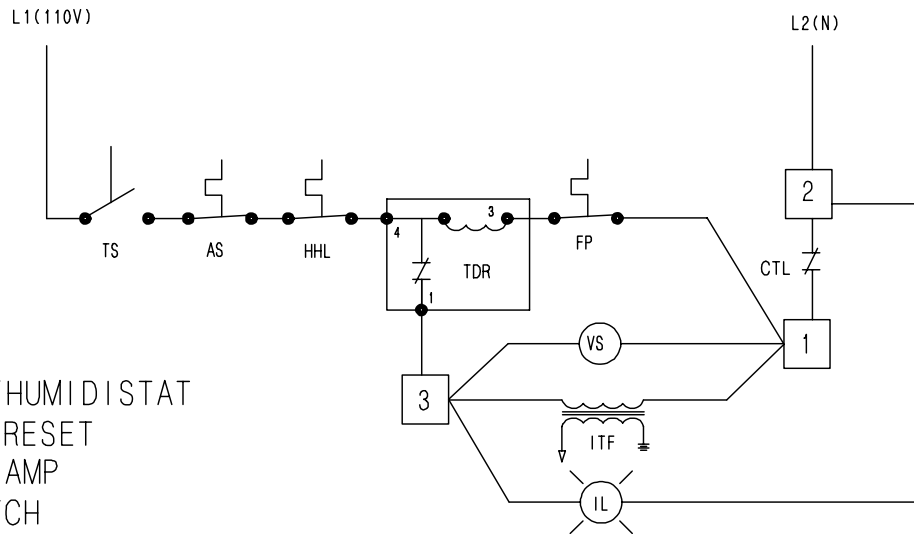 L1(110V)
L2(N)
2
3
4
TS
AS
HHL
FP
CTL
TDR
1
1
VS
3
HUMIDISTAT
RESET
ITF
AMP
IL